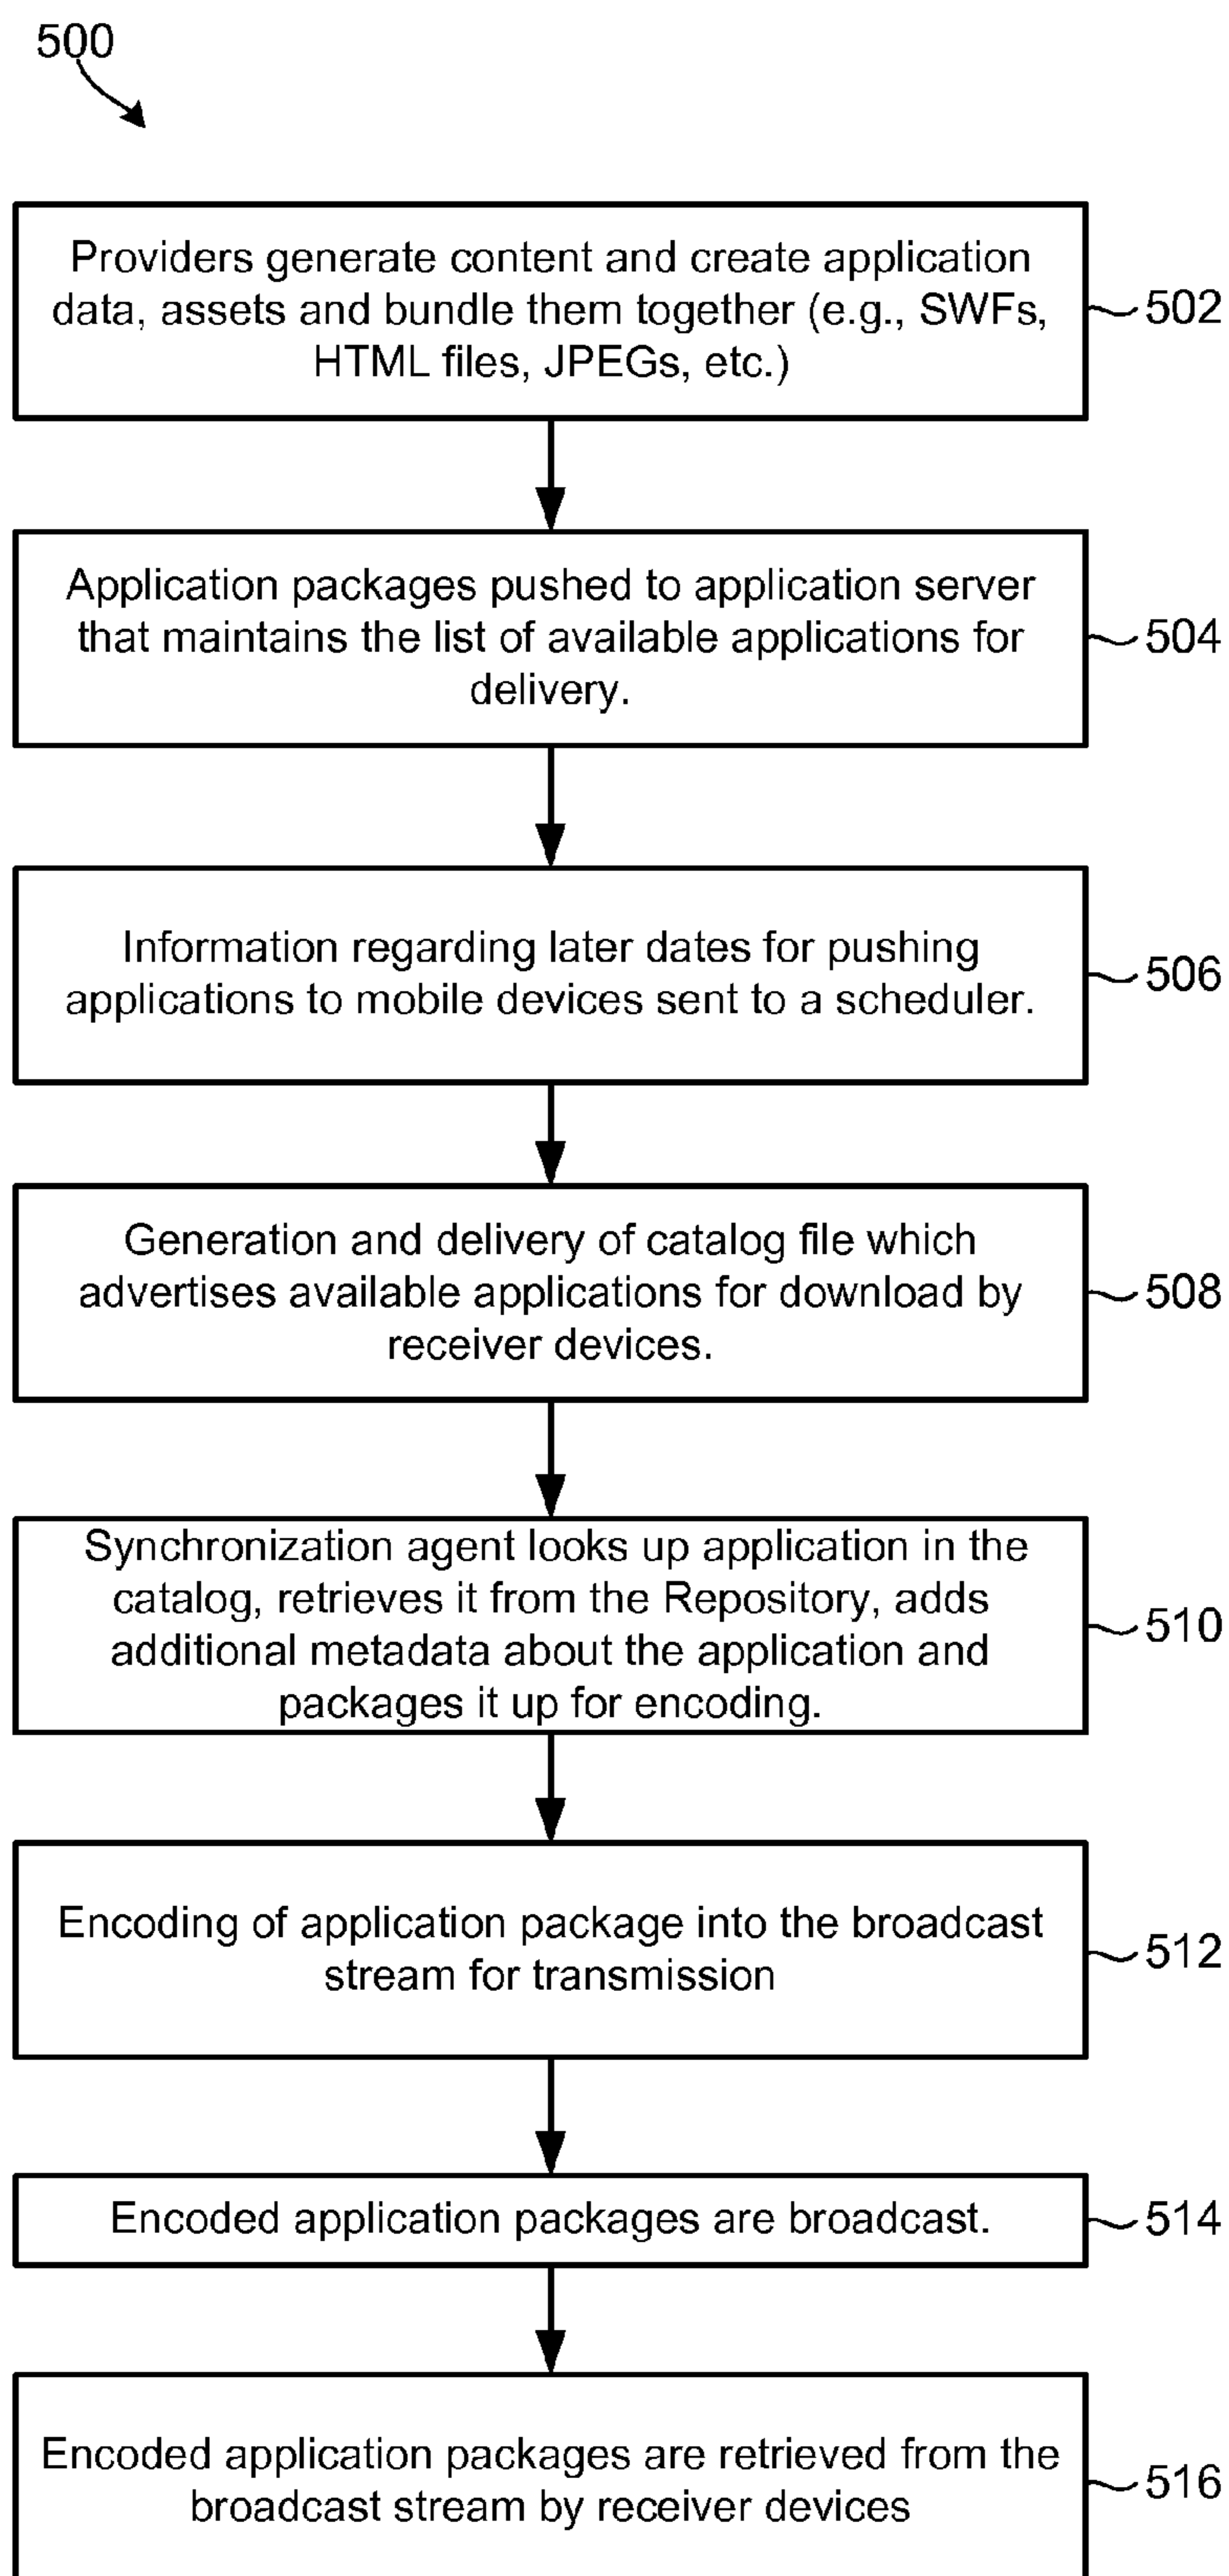 500
Providers generate content and create application
data, assets and bundle them together (e.g., SWFs,
HTML files, JPEGs, etc.)
502
Application packages pushed to application server
that maintains the list of available applications for
delivery.
504
Information regarding later dates for pushing
applications to mobile devices sent to a scheduler.
506
Generation and delivery of catalog file which
advertises available applications for download by
receiver devices.
508
Synchronization agent looks up application in the
catalog, retrieves it from the Repository, adds
additional metadata about the application and
packages it up for encoding.
510
Encoding of application package into the broadcast
stream for transmission
512
Encoded application packages are broadcast.
514
Encoded application packages are retrieved from the
broadcast stream by receiver devices
516